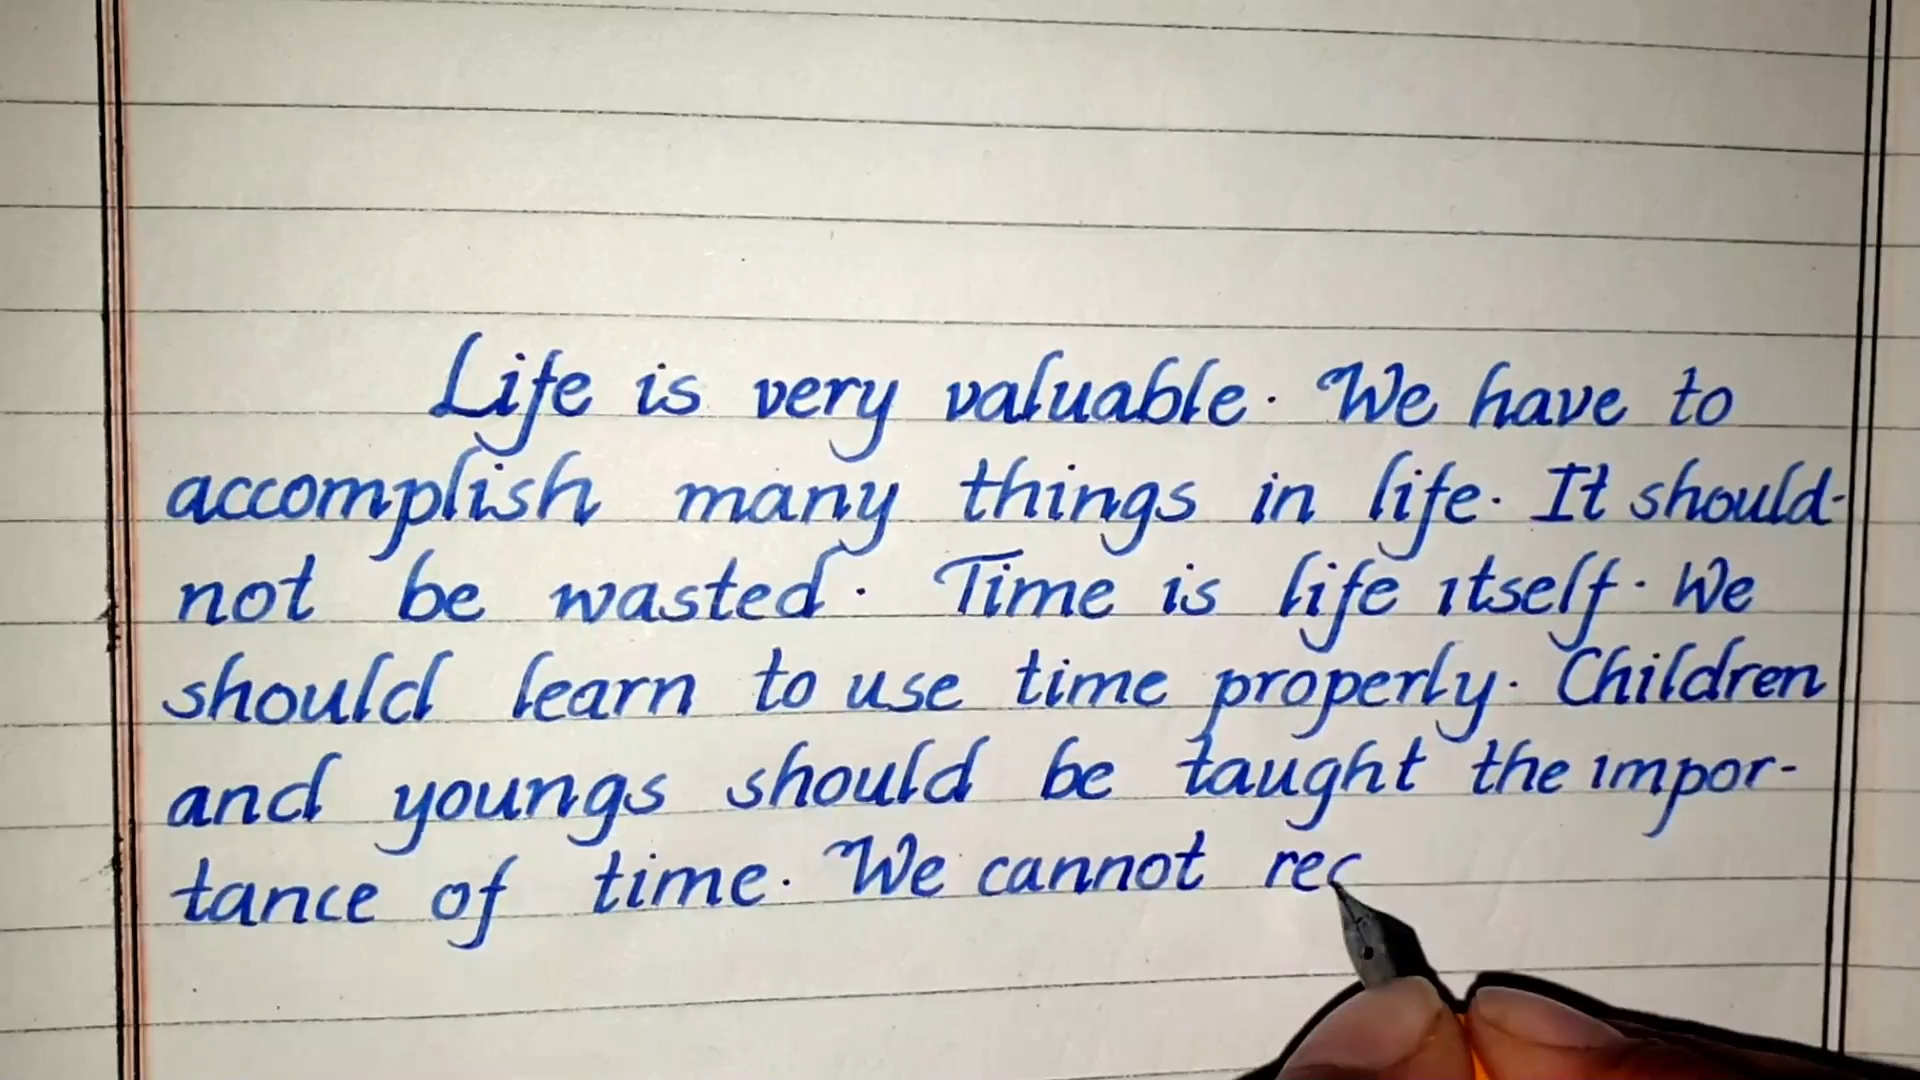 Life is very valuable. We have to
accomplish many things in life. It should-
not be wasted. Time is life itself. We
should learn to use time properly. Children
and youngs should be taught the impor-
tance of time. We cannot rec